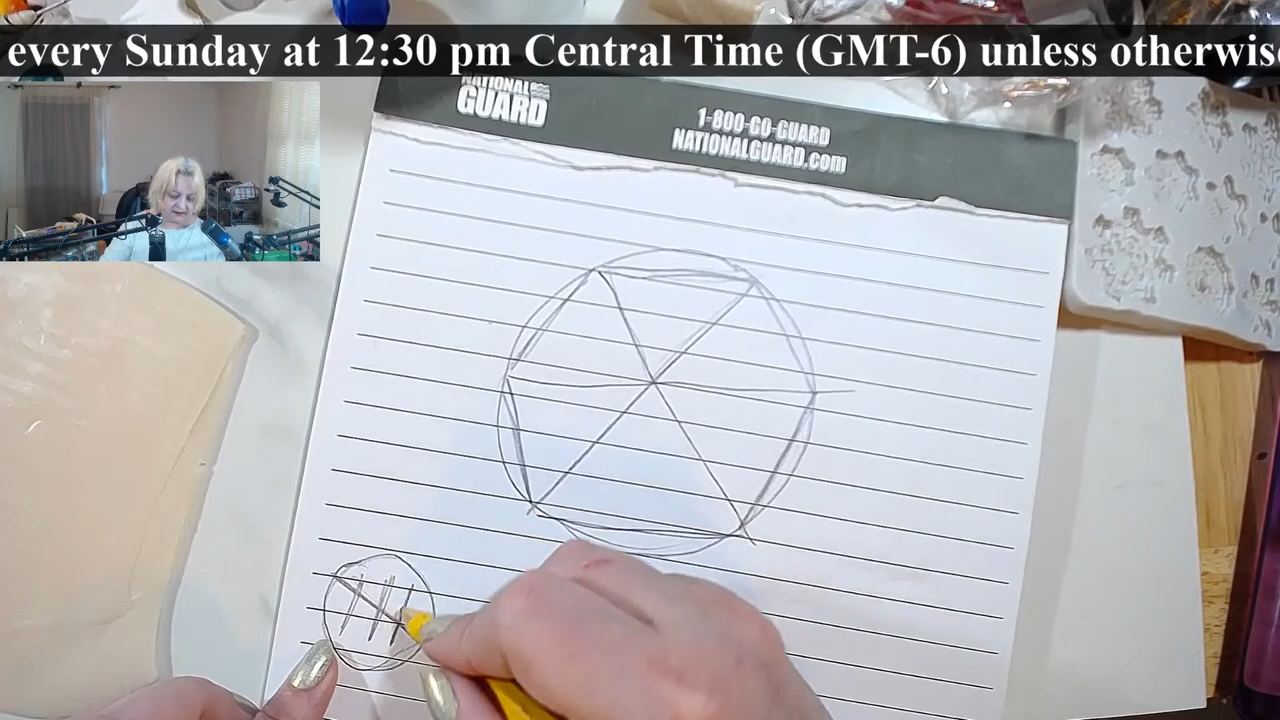 every Sunday at 12:30 pm Central Time (GMT-6) unless otherwise
NATIONAL
GUARD
1-800-GO-GUARD
NATIONALGUARD.com